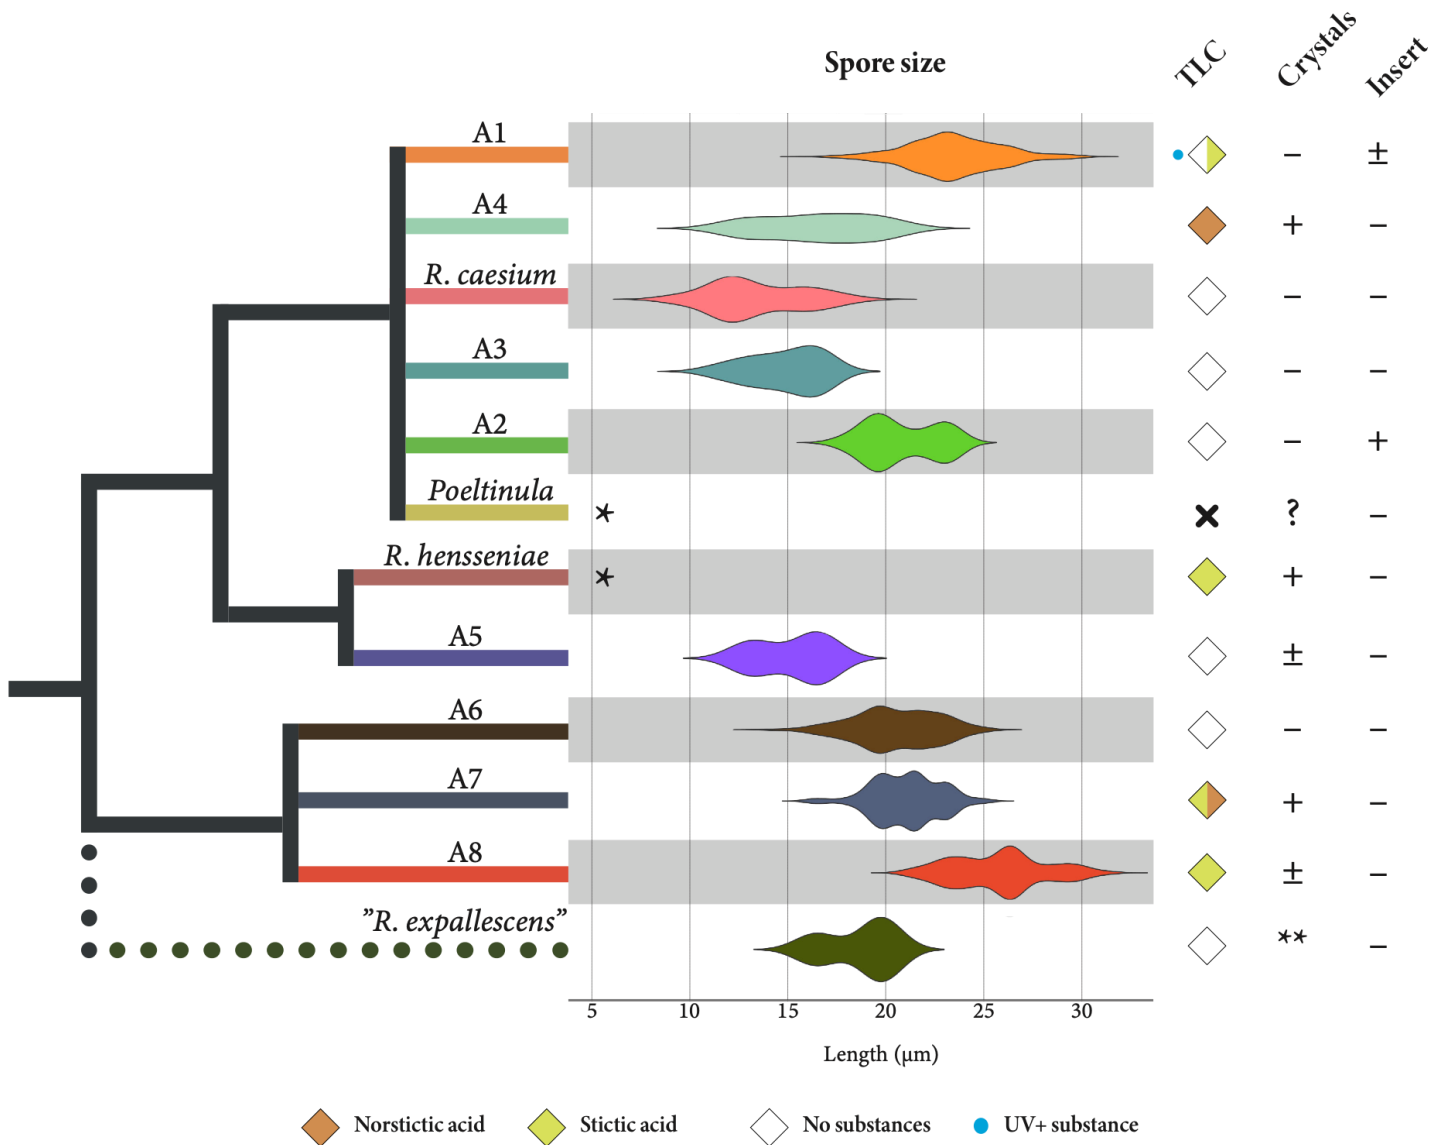 Spore size
TLC
Crystals
Insert
A1
– ±
A4
+ –
R. caesium
– –
A3
– –
A2
– +
Poeltinula
* ✖ ? –
R. hensseniae
* + –
A5
± –
A6
– –
A7
+ –
A8
± –
”R. expallescens”
** –
5 10 15 20 25 30
Length (µm)
Norstictic acid Stictic acid No substances UV+ substance